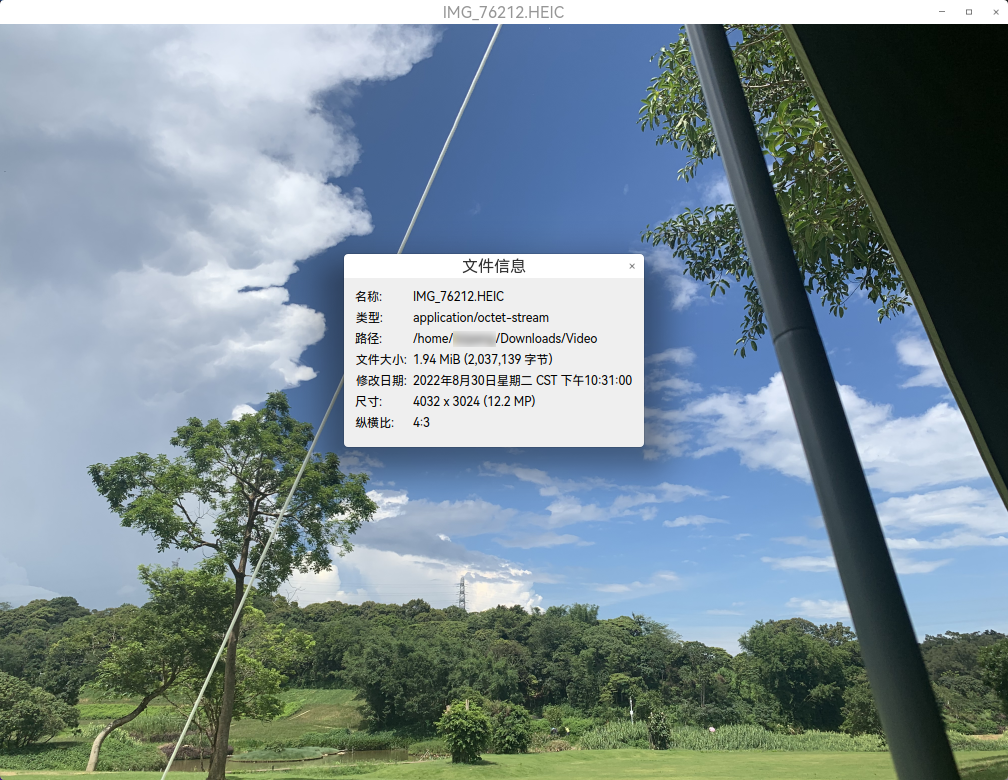 IMG_76212.HEIC
文件信息
名称: IMG_76212.HEIC
类型: application/octet-stream
路径: /home/ /Downloads/Video
文件大小: 1.94 MiB (2,037,139 字节)
修改日期: 2022年8月30日星期二 CST 下午10:31:00
尺寸: 4032 x 3024 (12.2 MP)
纵横比: 4:3